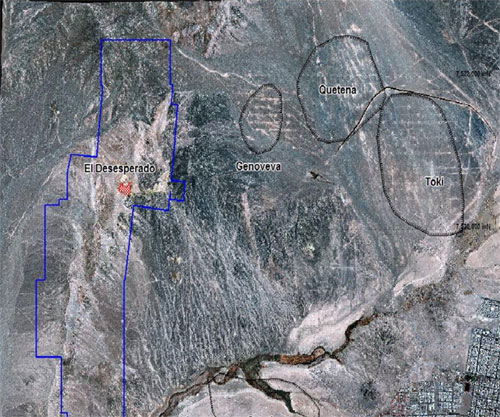 Quetena
El Desesperado
Genoveva
Toki